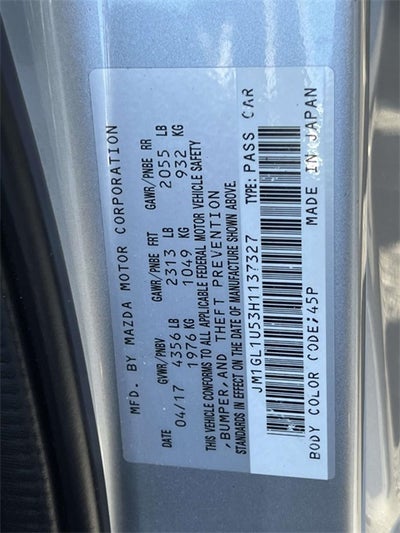 MFD. BY MAZDA MOTOR CORPORATION
DATE GVWR/PNBV GAWR/PNBE FRT GAWR/PNBE RR
04/17 4356 LB 2313 LB 2055 LB
1976 KG 1049 KG 932 KG
THIS VEHICLE CONFORMS TO ALL APPLICABLE FEDERAL MOTOR VEHICLE SAFETY
, BUMPER, AND THEFT PREVENTION
STANDARDS IN EFFECT ON THE DATE OF MANUFACTURE SHOWN ABOVE.
JM1GL1U53H1137327 TYPE: PASS CAR
BODY COLOR CODE:45P MADE IN JAPAN